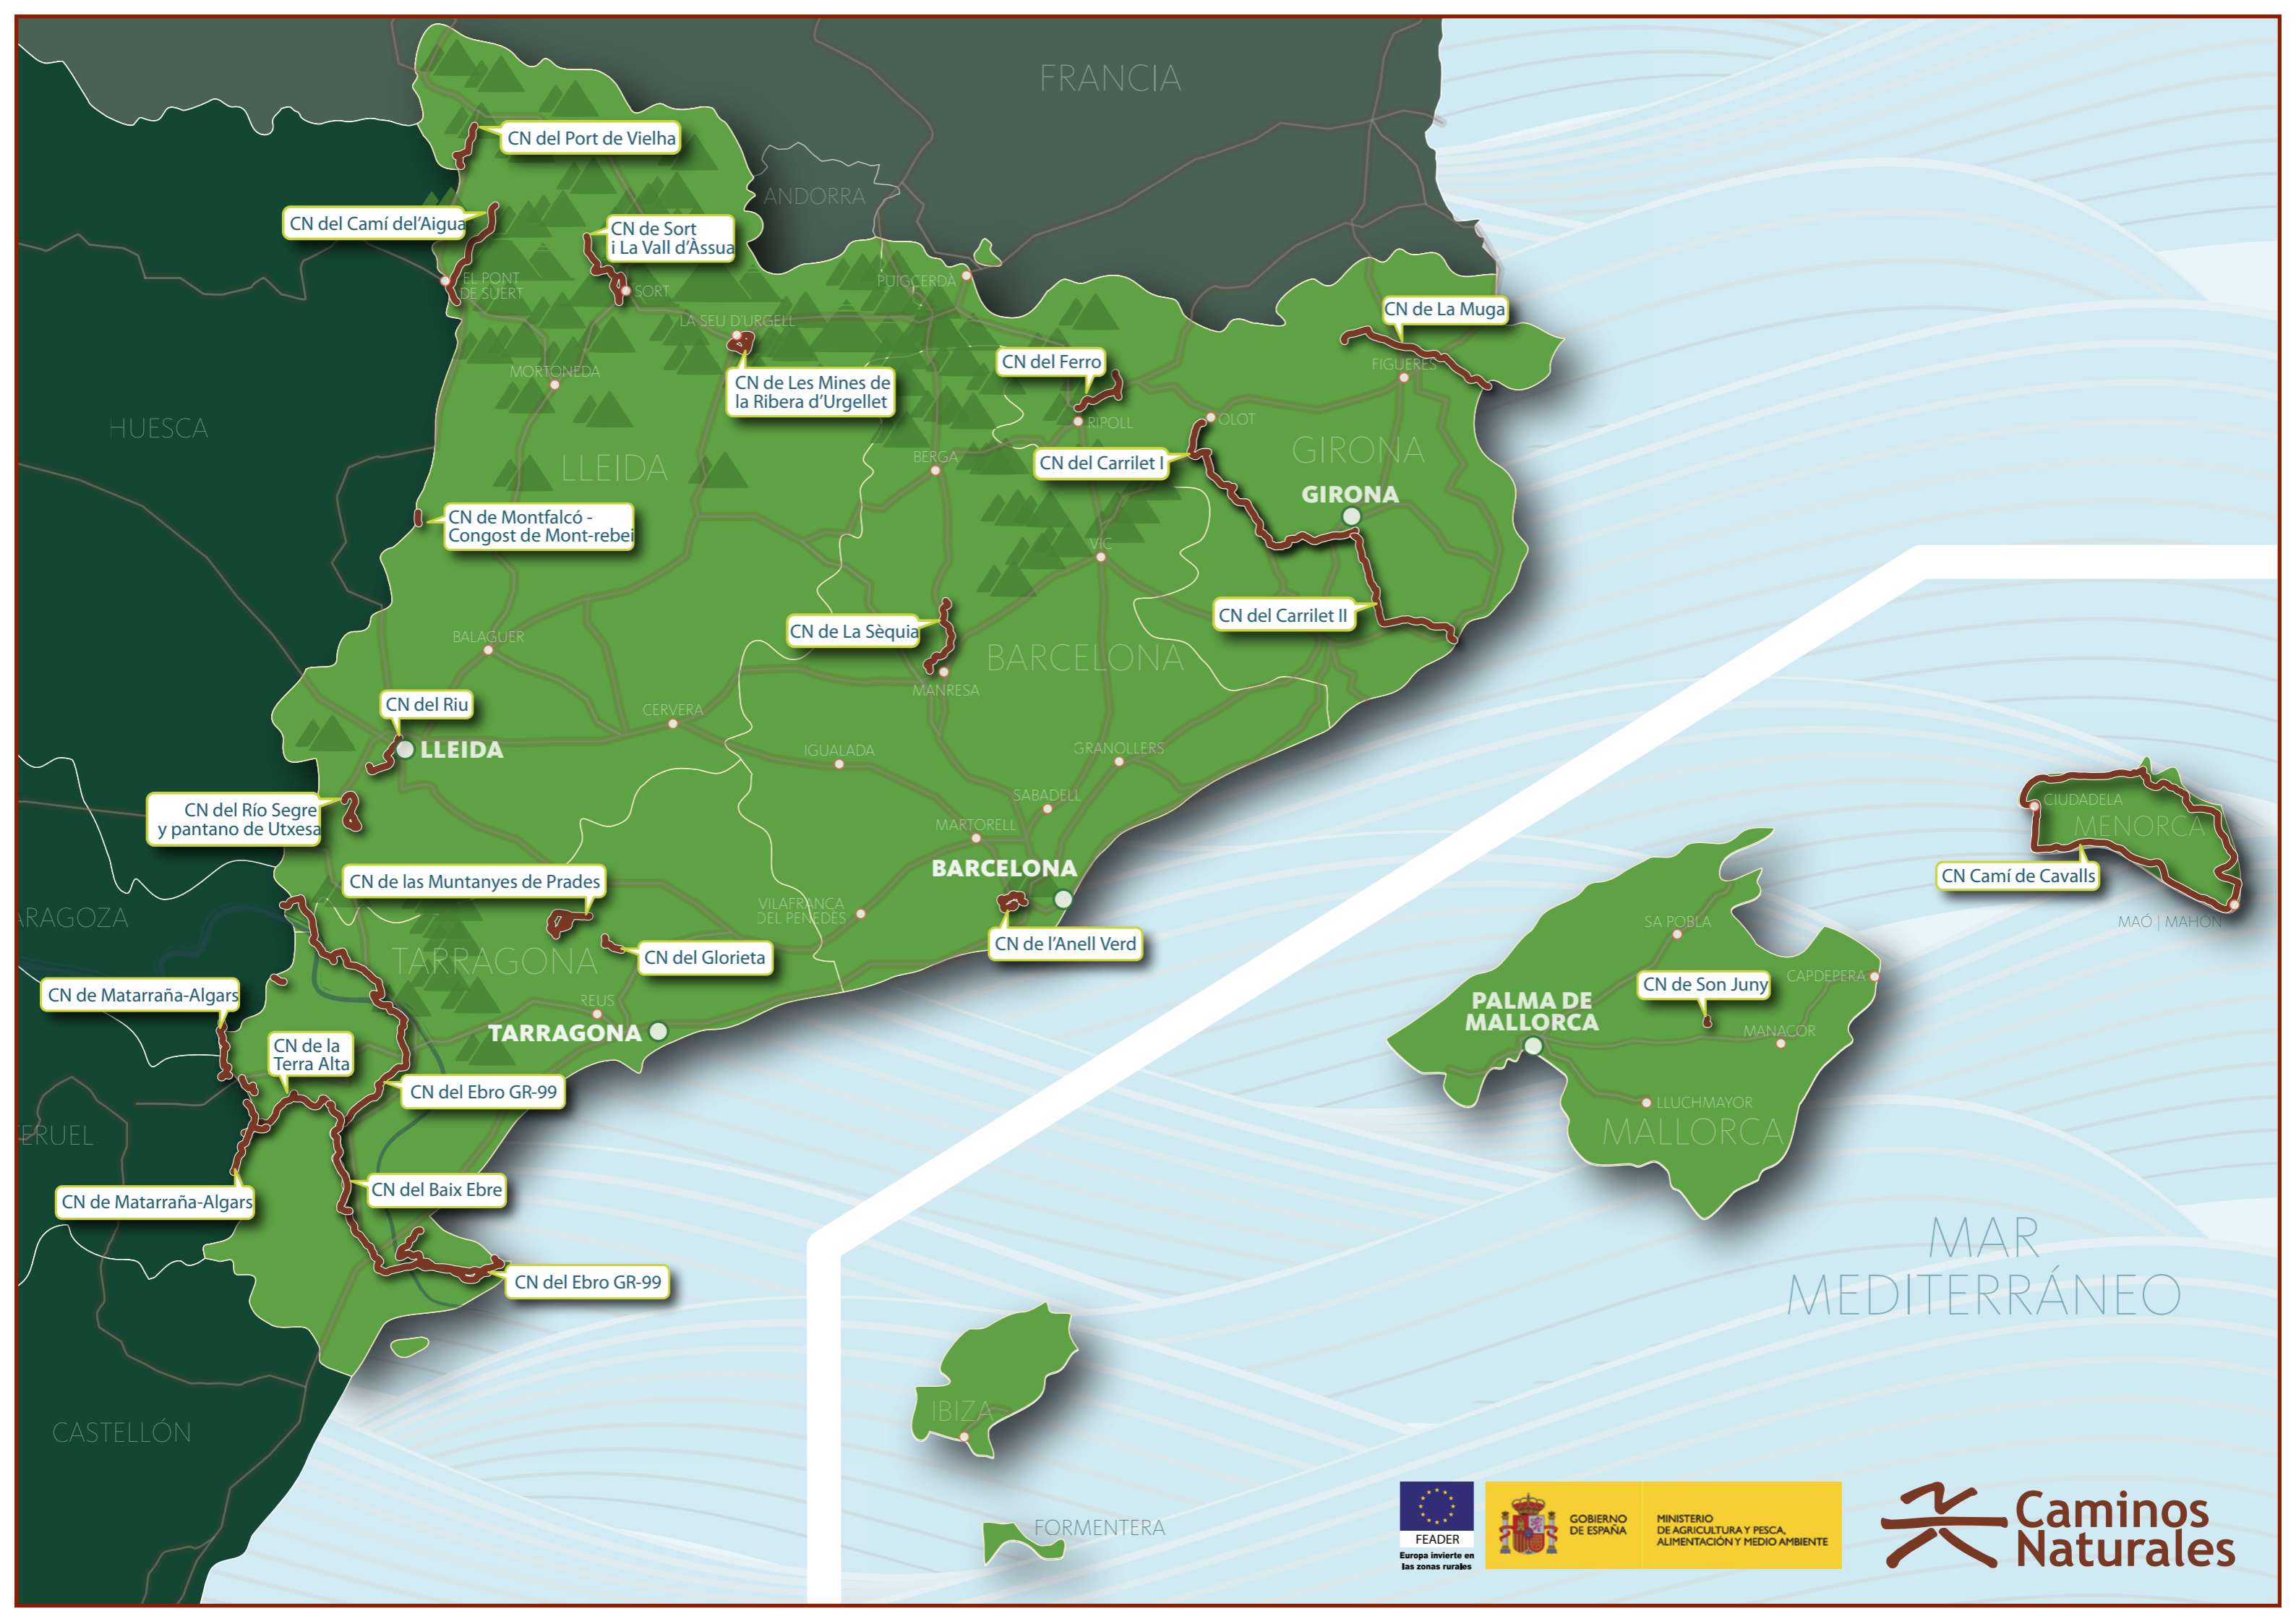 FRANCIA
CN del Port de Vielha
ANDORRA
CN del Camí del'Aigua
CN de Sort
i La Vall d'Àssua
EL PONT
DE SUERT
SORT
PUIGCERDÀ
LA SEU D'URGELL
CN de La Muga
CN del Ferro
FIGUERES
MORTONEDA
CN de Les Mines de
la Ribera d'Urgellet
HUESCA
RIPOLL
OLOT
GIRONA
LLEIDA
BERGA
CN del Carrilet I
GIRONA
CN de Montfalcó -
Congost de Mont-rebei
VIC
CN del Carrilet II
CN de La Sèquia
BALAGUER
BARCELONA
MANRESA
CN del Riu
CERVERA
LLEIDA
IGUALADA
GRANOLLERS
CN del Río Segre
y pantano de Utxesa
SABADELL
MARTORELL
CIUDADELA
MENORCA
BARCELONA
CN de las Muntanyes de Prades
CN Camí de Cavalls
VILAFRANCA
DEL PENEDÈS
ARAGOZA
MAÓ | MAHÓN
SA POBLA
CN de l'Anell Verd
TARRAGONA
CN del Glorieta
CAPDEPERA
CN de Son Juny
CN de Matarraña-Algars
REUS
PALMA DE
MALLORCA
TARRAGONA
MANACOR
CN de la
Terra Alta
CN del Ebro GR-99
LLUCHMAYOR
MALLORCA
ERUEL
CN del Baix Ebre
CN de Matarraña-Algars
MAR
MEDITERRÁNEO
CN del Ebro GR-99
IBIZA
CASTELLÓN
FORMENTERA
FEADER
Europa invierte en
las zonas rurales
GOBIERNO
DE ESPAÑA
MINISTERIO
DE AGRICULTURA Y PESCA,
ALIMENTACIÓN Y MEDIO AMBIENTE
Caminos
Naturales